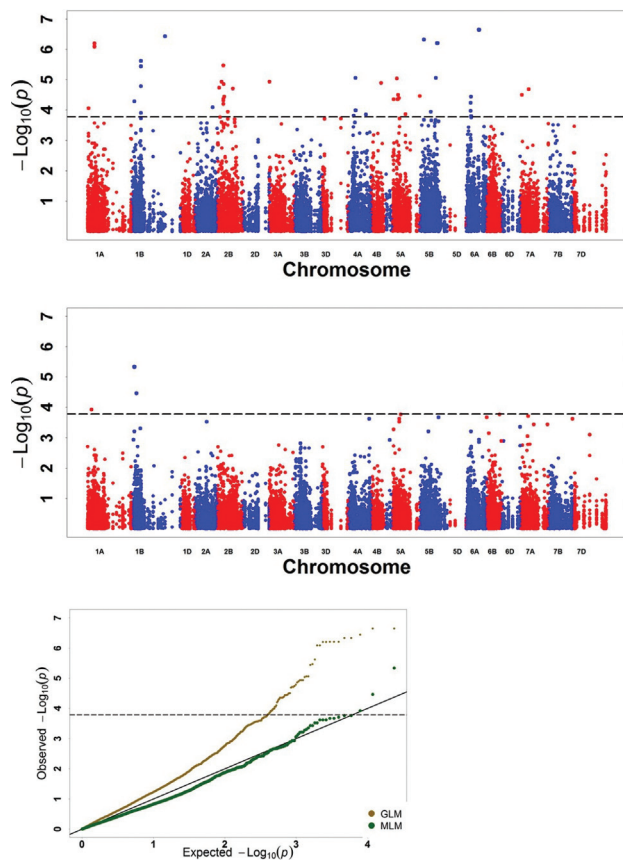 7
6
5
4
3
2
1
−Log₁₀(p)
1A 1B 1D 2A 2B 2D 3A 3B 3D 4A 4B 5A 5B 5D 6A 6B 6D 7A 7B 7D
Chromosome
7
6
5
4
3
2
1
−Log₁₀(p)
1A 1B 1D 2A 2B 2D 3A 3B 3D 4A 4B 5A 5B 5D 6A 6B 6D 7A 7B 7D
Chromosome
7
6
5
4
3
2
1
0
Observed −Log₁₀(p)
GLM
MLM
0 1 2 3 4
Expected −Log₁₀(p)